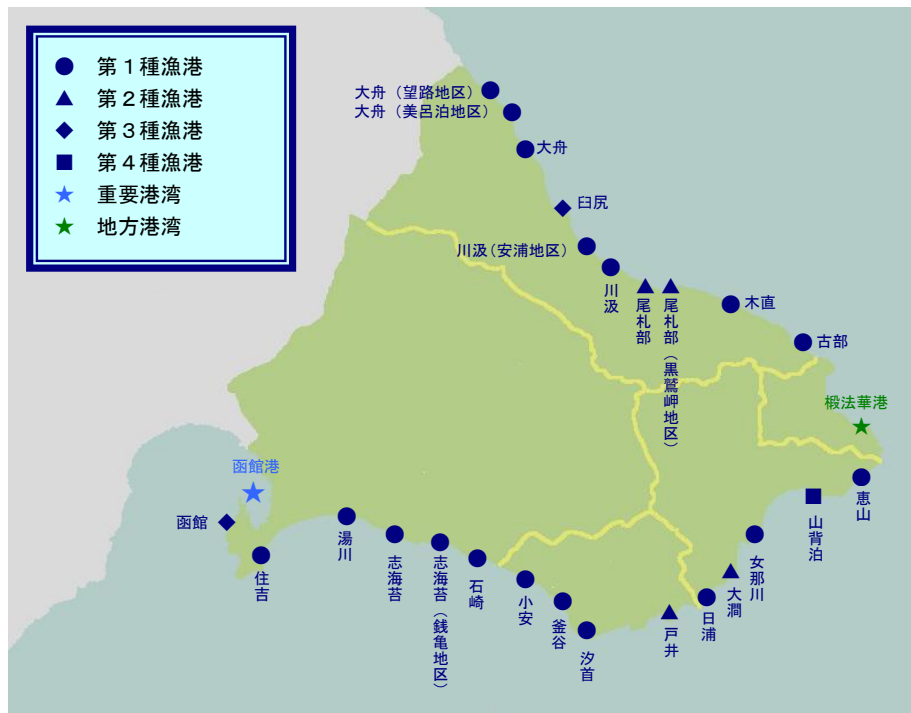 第１種漁港
第２種漁港
第３種漁港
第４種漁港
重要港湾
地方港湾
大舟（望路地区）
大舟（美呂泊地区）
大舟
臼尻
川汲（安浦地区）
川汲
尾札部
尾札部（黒鷲岬地区）
木直
古部
椴法華港
恵山
山背泊
女那川
大澗
日浦
戸井
汐首
釜谷
小安
石崎
志海苔（銭亀地区）
志海苔
湯川
住吉
函館
函館港